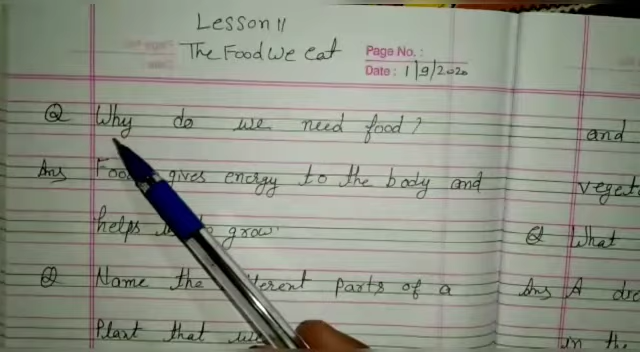 Lesson 11
The Food We eat
Page No. :
Date : 1/9/2020
Q Why do we need food?
Ans Food gives energy to the body and
helps to grow.
Q Name the parts of a
Plant that we
and
Q What
Ans A
in the